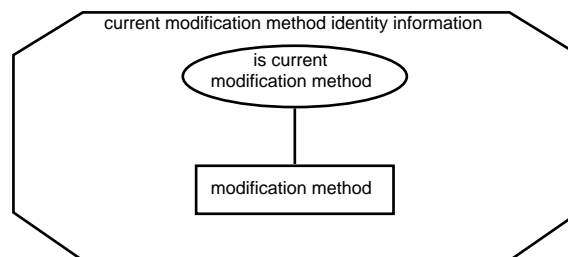 current modification method identity information
is current
modification method
modification method